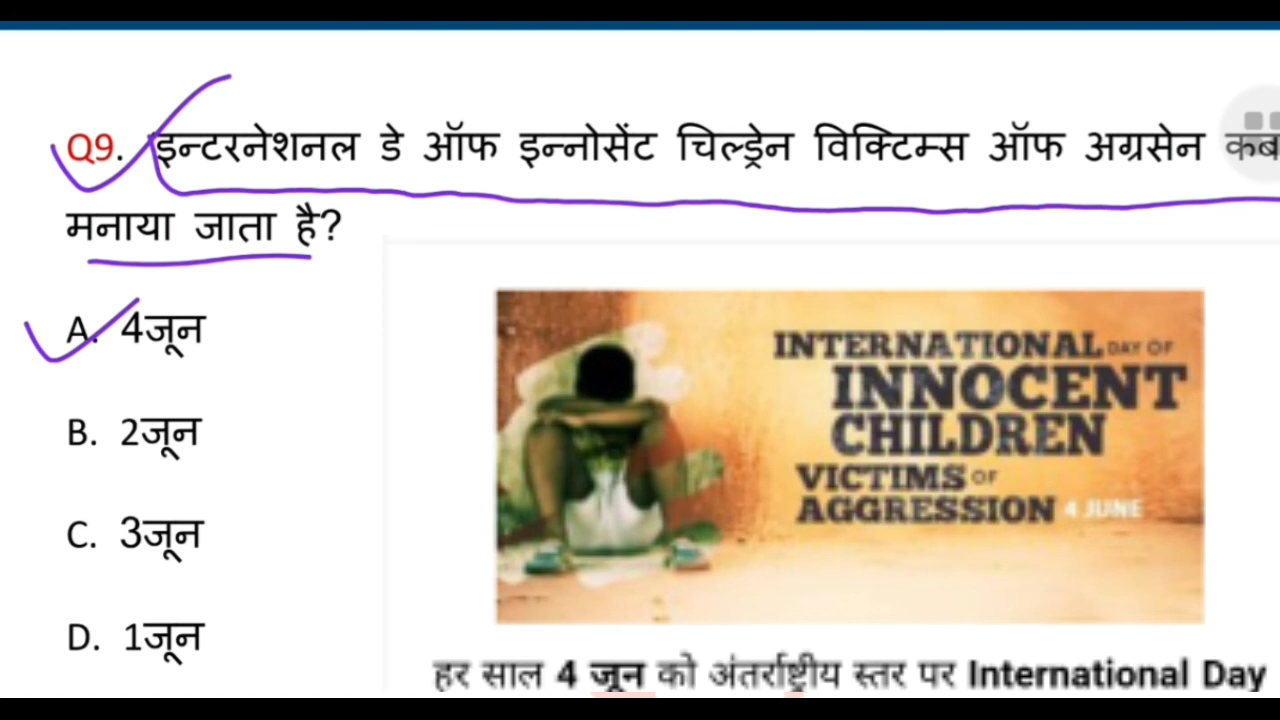 Q9. इन्टरनेशनल डे ऑफ इन्नोसेंट चिल्ड्रेन विक्टिम्स ऑफ अग्रसेन कब
मनाया जाता है?
A. 4जून
B. 2जून
C. 3जून
D. 1जून
INTERNATIONAL DAY OF
INNOCENT
CHILDREN
VICTIMS OF
AGGRESSION 4 JUNE
हर साल 4 जून को अंतर्राष्ट्रीय स्तर पर International Day